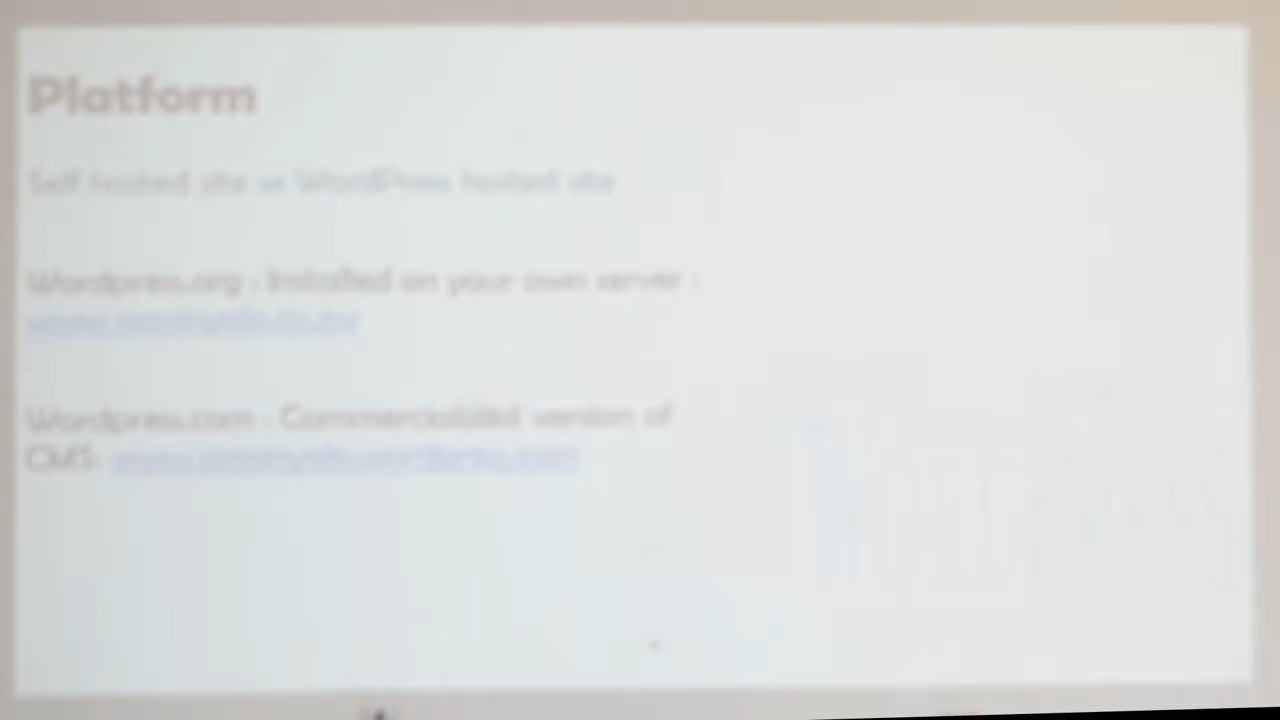 Platform
Self hosted site vs WordPress hosted site
Wordpress.org : Installed on your own server :
Wordpress.com : Commercialized version of
CMS:
WordPress